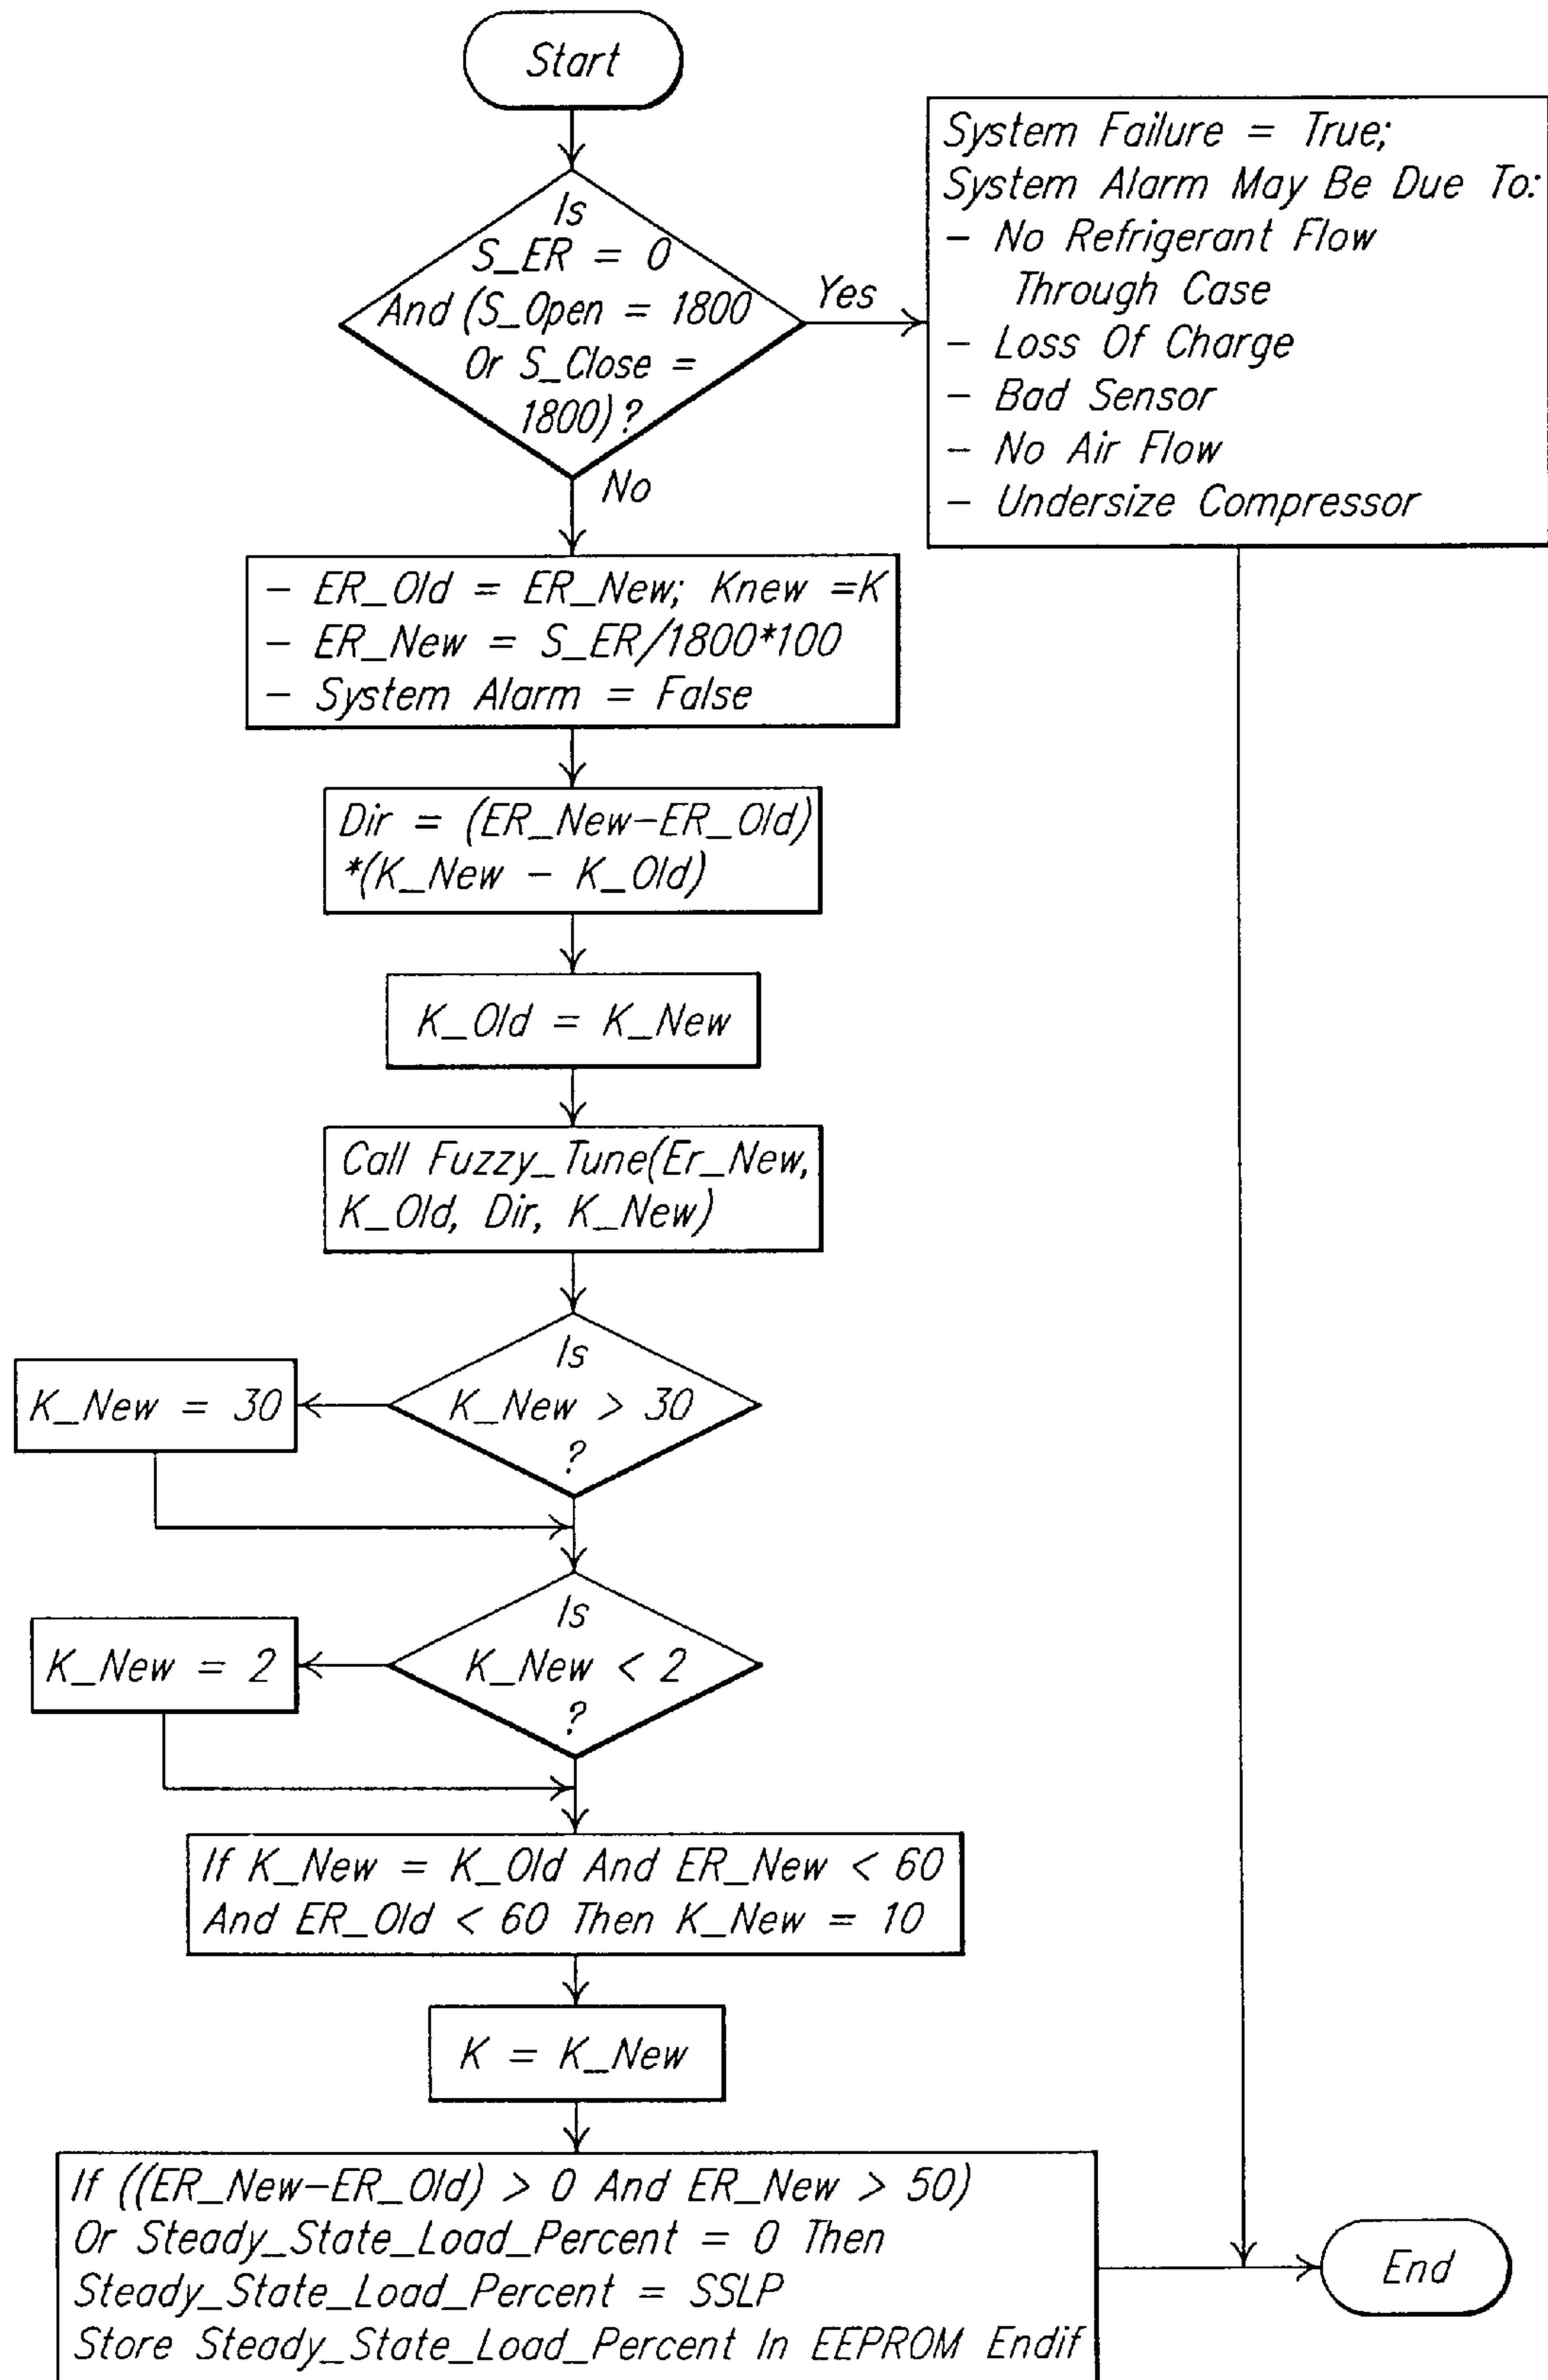 Start
Is
S_ER = 0
And (S_Open = 1800
Or S_Close =
1800)?
Yes
System Failure = True;
System Alarm May Be Due To:
- No Refrigerant Flow
Through Case
- Loss Of Charge
- Bad Sensor
- No Air Flow
- Undersize Compressor
No
- ER_Old = ER_New; Knew =K
- ER_New = S_ER/1800*100
- System Alarm = False
Dir = (ER_New-ER_Old)
*(K_New - K_Old)
K_Old = K_New
Call Fuzzy_Tune(Er_New,
K_Old, Dir, K_New)
Is
K_New > 30
?
K_New = 30
Is
K_New < 2
?
K_New = 2
If K_New = K_Old And ER_New < 60
And ER_Old < 60 Then K_New = 10
K = K_New
If ((ER_New-ER_Old) > 0 And ER_New > 50)
Or Steady_State_Load_Percent = 0 Then
Steady_State_Load_Percent = SSLP
Store Steady_State_Load_Percent In EEPROM Endif
End